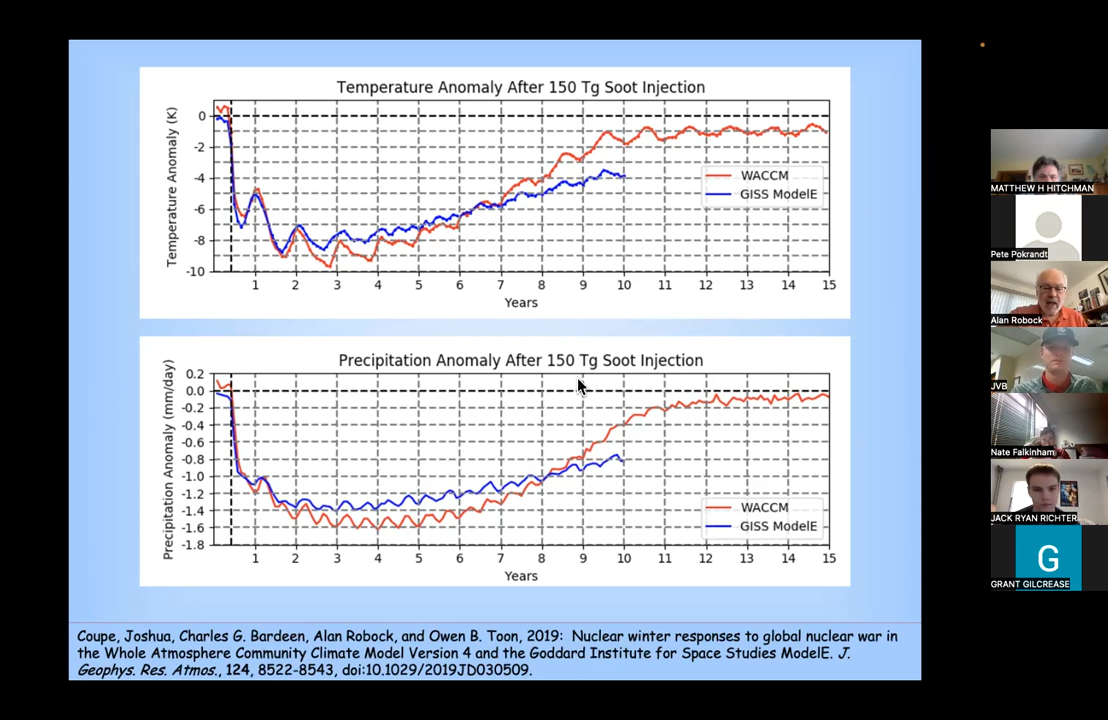 Temperature Anomaly After 150 Tg Soot Injection
Temperature Anomaly (K)
0
-2
-4
-6
-8
-10
WACCM
GISS ModelE
1 2 3 4 5 6 7 8 9 10 11 12 13 14 15
Years
Precipitation Anomaly After 150 Tg Soot Injection
Precipitation Anomaly (mm/day)
0.2
0.0
-0.2
-0.4
-0.6
-0.8
-1.0
-1.2
-1.4
-1.6
-1.8
WACCM
GISS ModelE
1 2 3 4 5 6 7 8 9 10 11 12 13 14 15
Years
Coupe, Joshua, Charles G. Bardeen, Alan Robock, and Owen B. Toon, 2019: Nuclear winter responses to global nuclear war in
the Whole Atmosphere Community Climate Model Version 4 and the Goddard Institute for Space Studies ModelE. J.
Geophys. Res. Atmos., 124, 8522-8543, doi:10.1029/2019JD030509.
MATTHEW H HITCHMAN
Pete Pokrandt
Alan Robock
JVB
Nate Falkinham
JACK RYAN RICHTER
G
GRANT GILCREASE